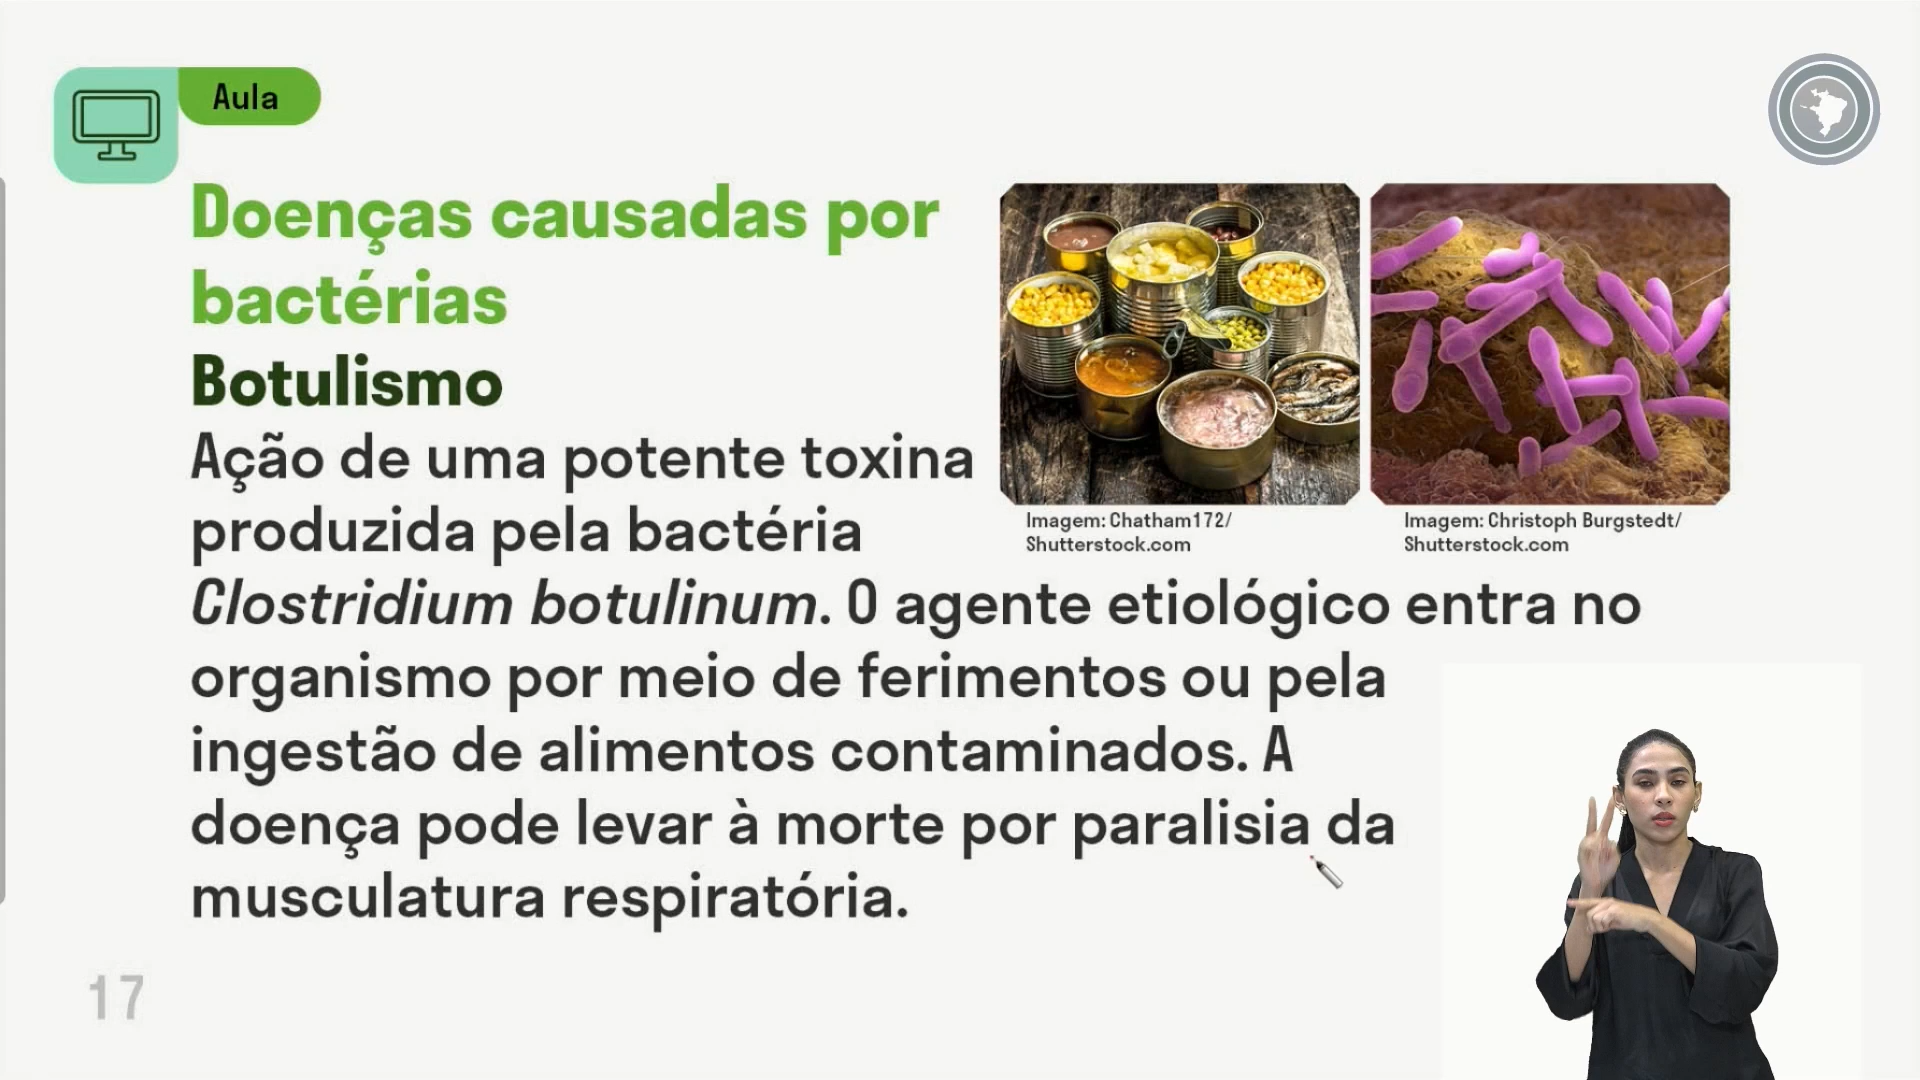 Aula
Doenças causadas por
bactérias
Botulismo
Ação de uma potente toxina
produzida pela bactéria
Clostridium botulinum. O agente etiológico entra no
organismo por meio de ferimentos ou pela
ingestão de alimentos contaminados. A
doença pode levar à morte por paralisia da
musculatura respiratória.
Imagem: Chatham172/
Shutterstock.com
Imagem: Christoph Burgstedt/
Shutterstock.com
17